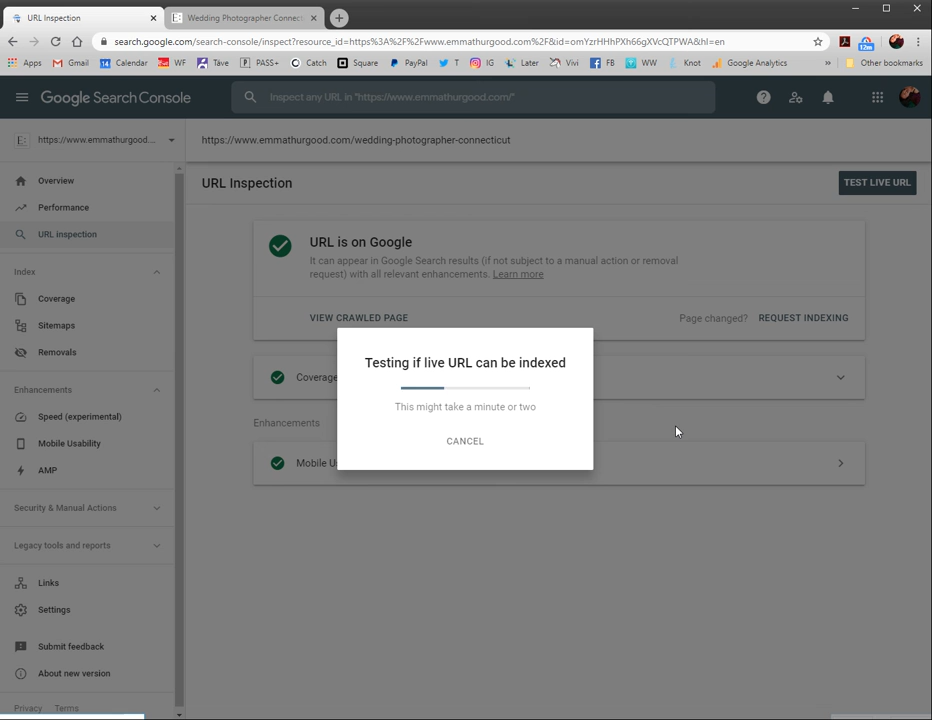 URL Inspection
Wedding Photographer Connect
search.google.com/search-console/inspect?resource_id=https%3A%2F%2Fwww.emmathurgood.com%2F&id=omYzrHHhPXh66gXVcQTPWA&hl=en
12m
Apps Gmail Calendar WF Täve PASS+ Catch Square PayPal T IG Later Vivi FB WW Knot Google Analytics » Other bookmarks
Google Search Console
Inspect any URL in "https://www.emmathurgood.com/"
https://www.emmathurgood....
https://www.emmathurgood.com/wedding-photographer-connecticut
URL Inspection
TEST LIVE URL
Overview
Performance
URL inspection
Index
Coverage
Sitemaps
Removals
Enhancements
Speed (experimental)
Mobile Usability
AMP
Security & Manual Actions
Legacy tools and reports
Links
Settings
Submit feedback
About new version
Privacy Terms
URL is on Google
It can appear in Google Search results (if not subject to a manual action or removal
request) with all relevant enhancements. Learn more
VIEW CRAWLED PAGE
Page changed? REQUEST INDEXING
Coverage
Enhancements
Mobile U
Testing if live URL can be indexed
This might take a minute or two
CANCEL